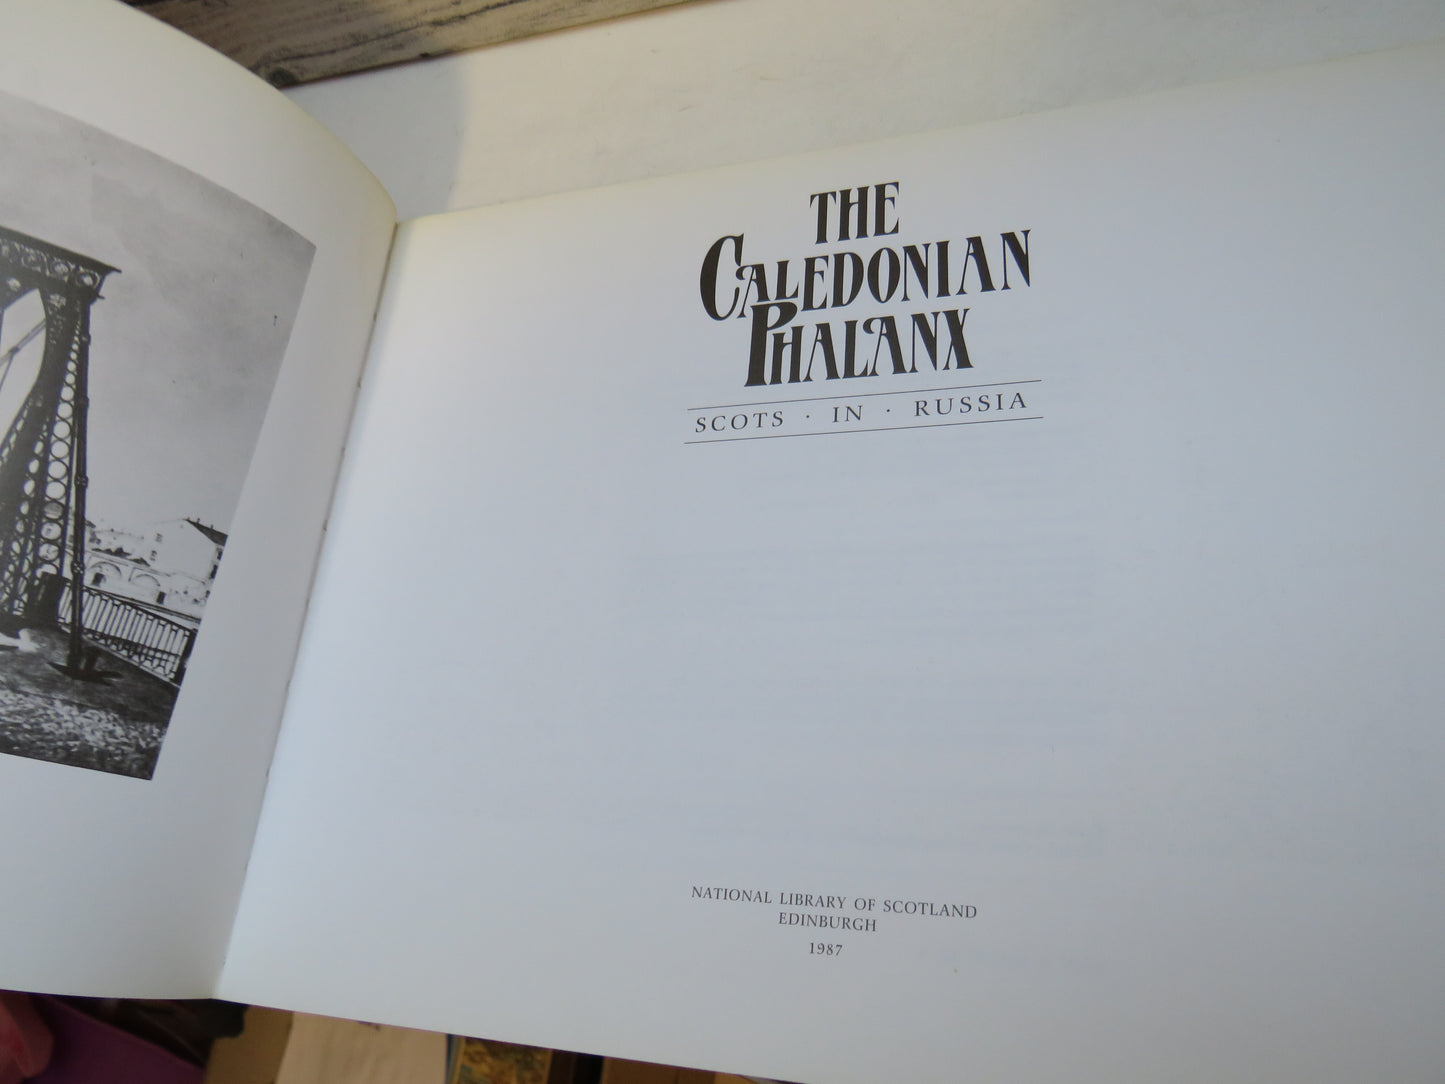 THE
CALEDONIAN
PHALANX
SCOTS · IN · RUSSIA
NATIONAL LIBRARY OF SCOTLAND
EDINBURGH
1987